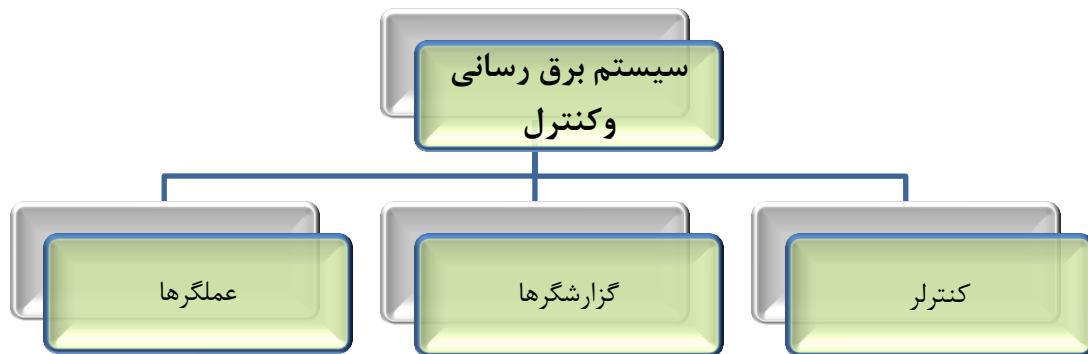 سیستم برق رسانی
وکنترل
کنترلر
گزارشگرها
عملگرها